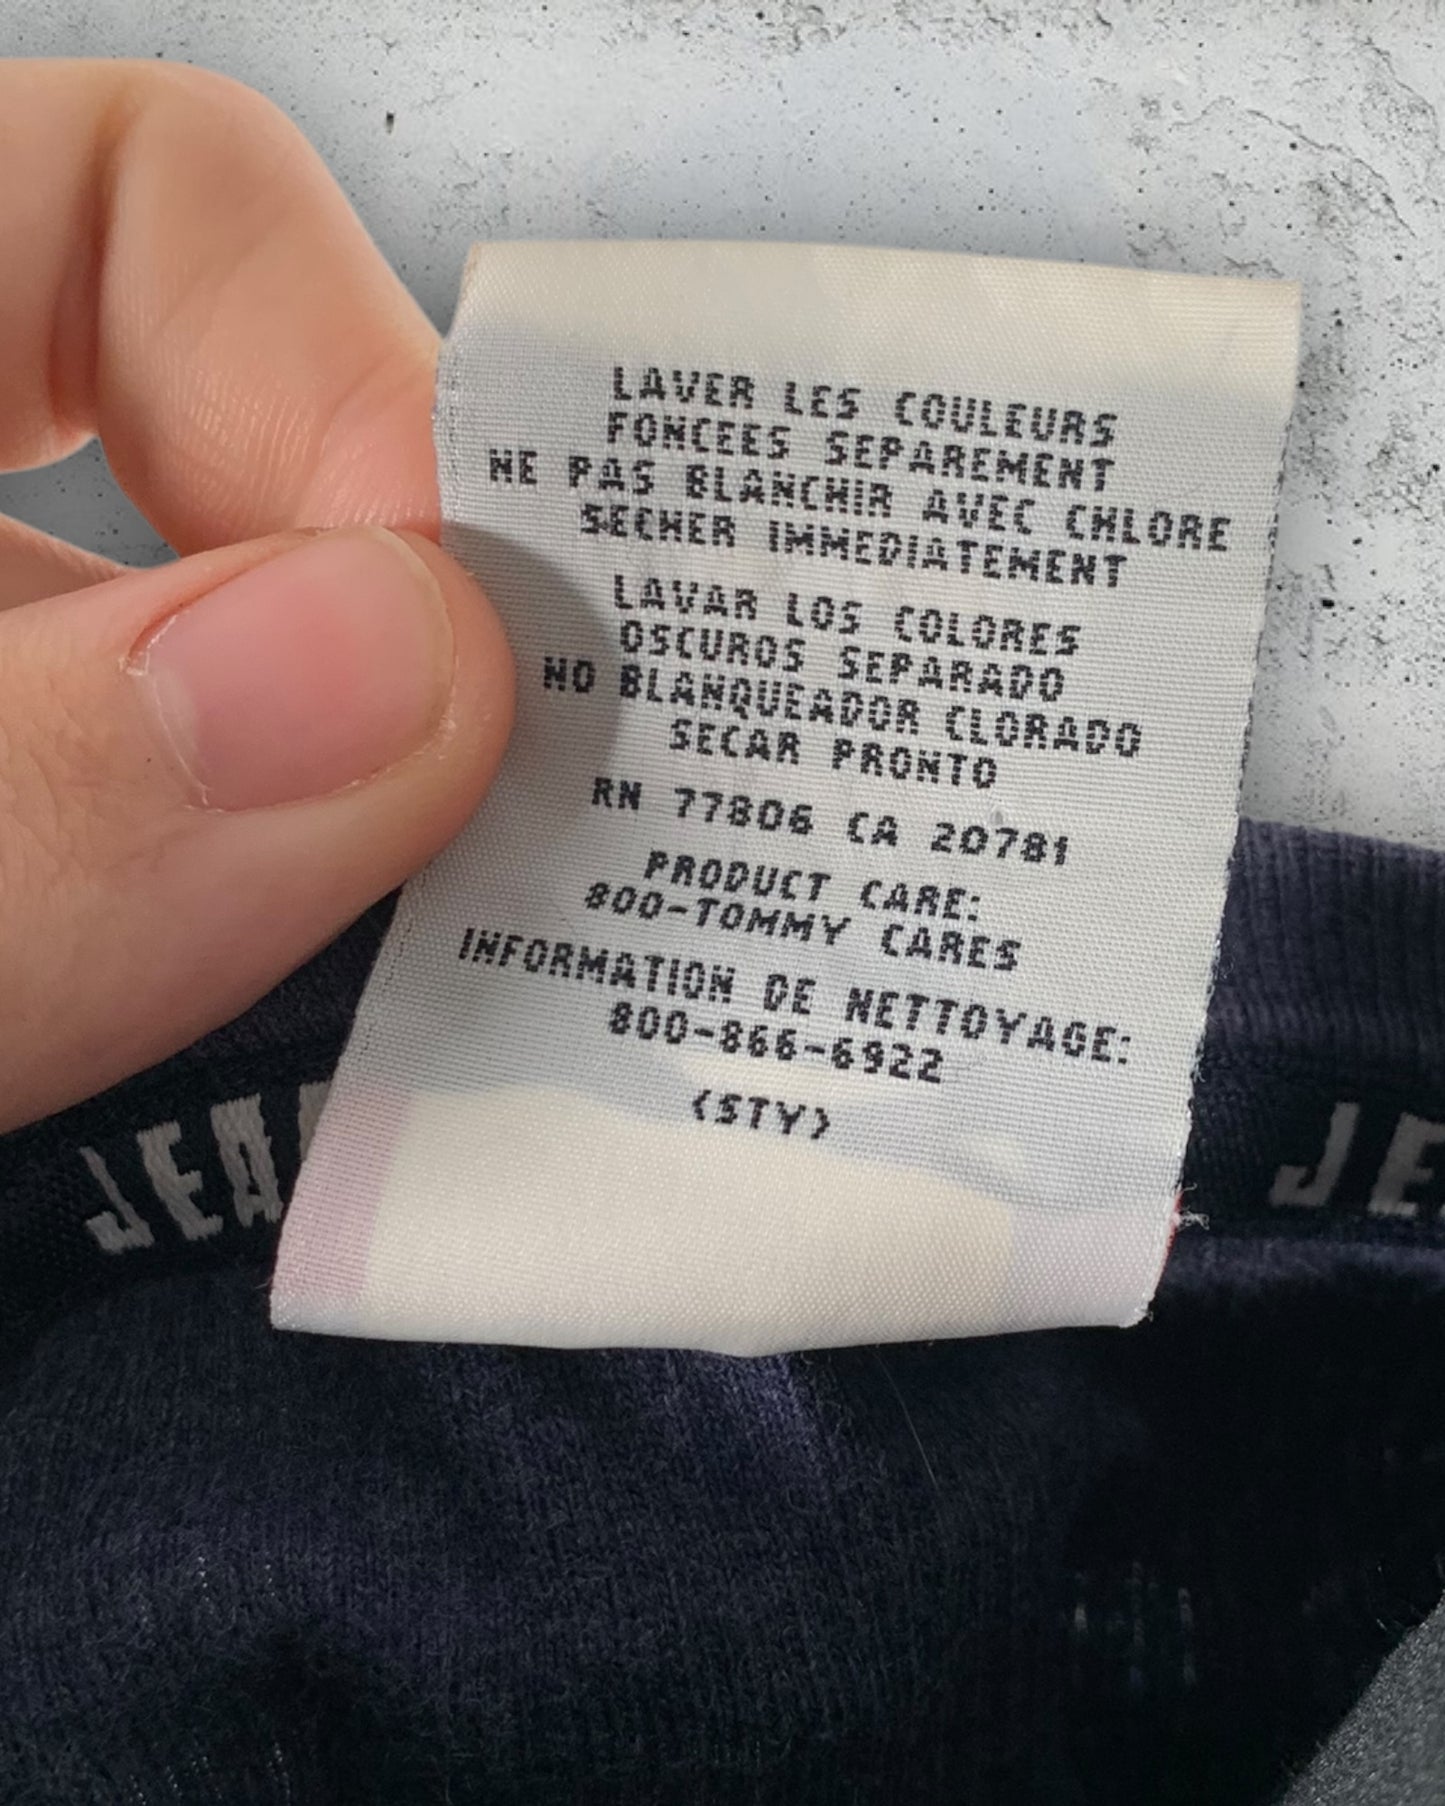 LAVER LES COULEURS
FONCEES SEPAREMENT
NE PAS BLANCHIR AVEC CHLORE
SECHER IMMEDIATEMENT
LAVAR LOS COLORES
OSCUROS SEPARADO
NO BLANQUEADOR CLORADO
SECAR PRONTO
RN 77806 CA 20781
PRODUCT CARE:
800-TOMMY CARES
INFORMATION DE NETTOYAGE:
800-866-6922
(STY)